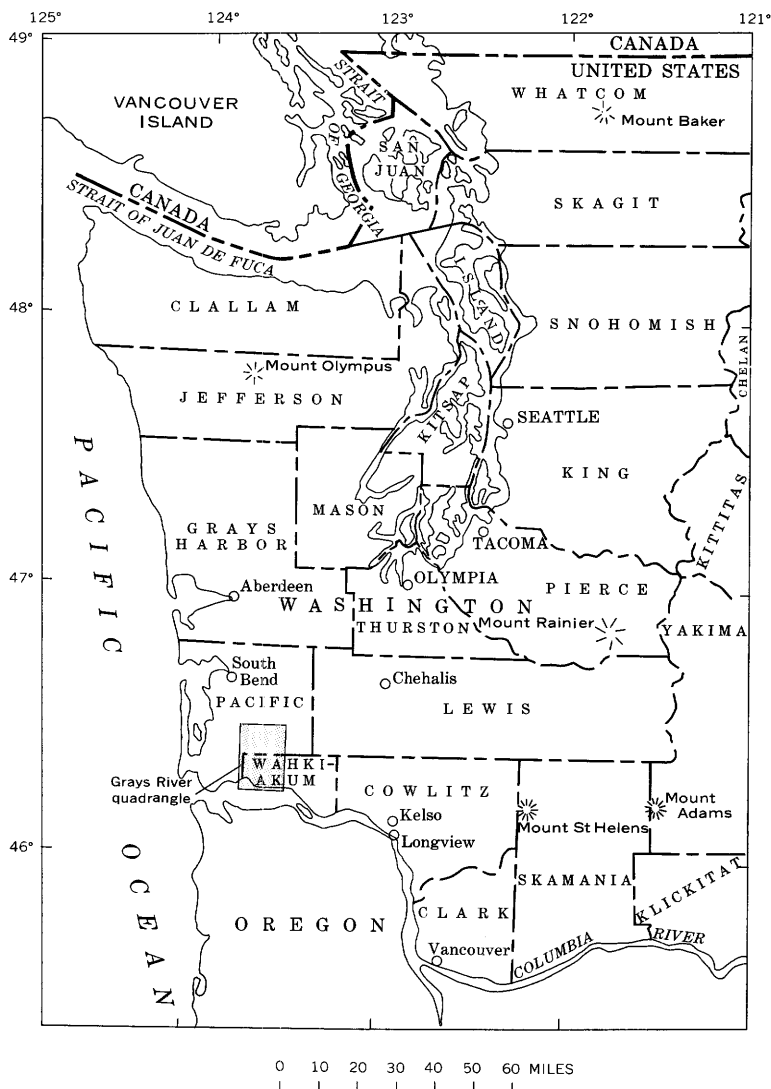 125° 124° 123° 122° 121°
49°
CANADA
UNITED STATES
STRAIT
OF
GEORGIA
VANCOUVER
ISLAND
WHATCOM
Mount Baker
SAN
JUAN
SKAGIT
CANADA
STRAIT OF JUAN DE FUCA
ISLAND
48°
CLALLAM
SNOHOMISH
CHELAN
Mount Olympus
JEFFERSON
KITSAP
SEATTLE
KING
KITTITAS
MASON
GRAYS
HARBOR
TACOMA
47°
OLYMPIA
PIERCE
Aberdeen
WASHINGTON
THURSTON
Mount Rainier
YAKIMA
PACIFIC
OCEAN
South
Bend
Chehalis
PACIFIC
LEWIS
WAHKI-
AKUM
Grays River
quadrangle
COWLITZ
Kelso
Longview
Mount St Helens
Mount
Adams
46°
SKAMANIA
KLICKITAT
OREGON
CLARK
Vancouver
COLUMBIA
RIVER
0 10 20 30 40 50 60 MILES